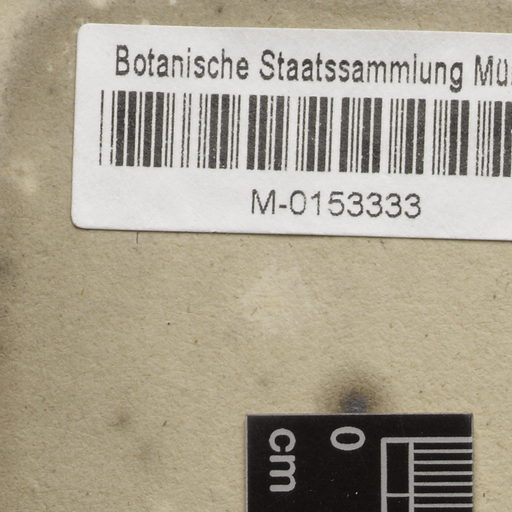 Botanische Staatssammlung Mü
M-0153333
0
cm